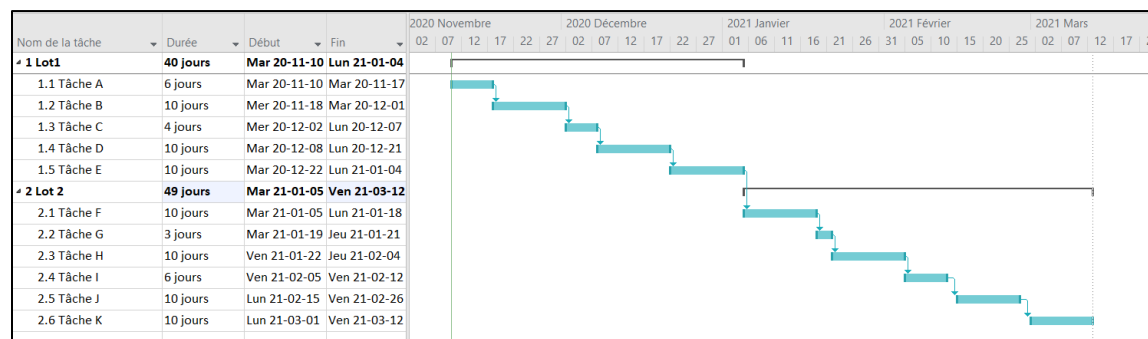 2020 Novembre 2020 Décembre 2021 Janvier 2021 Février 2021 Mars
Nom de la tâche Durée Début Fin 02 07 12 17 22 27 02 07 12 17 22 27 01 06 11 16 21 26 31 05 10 15 20 25 02 07 12 17
1 Lot1 40 jours Mar 20-11-10 Lun 21-01-04
1.1 Tâche A 6 jours Mar 20-11-10 Mar 20-11-17
1.2 Tâche B 10 jours Mer 20-11-18 Mar 20-12-01
1.3 Tâche C 4 jours Mer 20-12-02 Lun 20-12-07
1.4 Tâche D 10 jours Mar 20-12-08 Lun 20-12-21
1.5 Tâche E 10 jours Mar 20-12-22 Lun 21-01-04
2 Lot 2 49 jours Mar 21-01-05 Ven 21-03-12
2.1 Tâche F 10 jours Mar 21-01-05 Lun 21-01-18
2.2 Tâche G 3 jours Mar 21-01-19 Jeu 21-01-21
2.3 Tâche H 10 jours Ven 21-01-22 Jeu 21-02-04
2.4 Tâche I 6 jours Ven 21-02-05 Ven 21-02-12
2.5 Tâche J 10 jours Lun 21-02-15 Ven 21-02-26
2.6 Tâche K 10 jours Lun 21-03-01 Ven 21-03-12